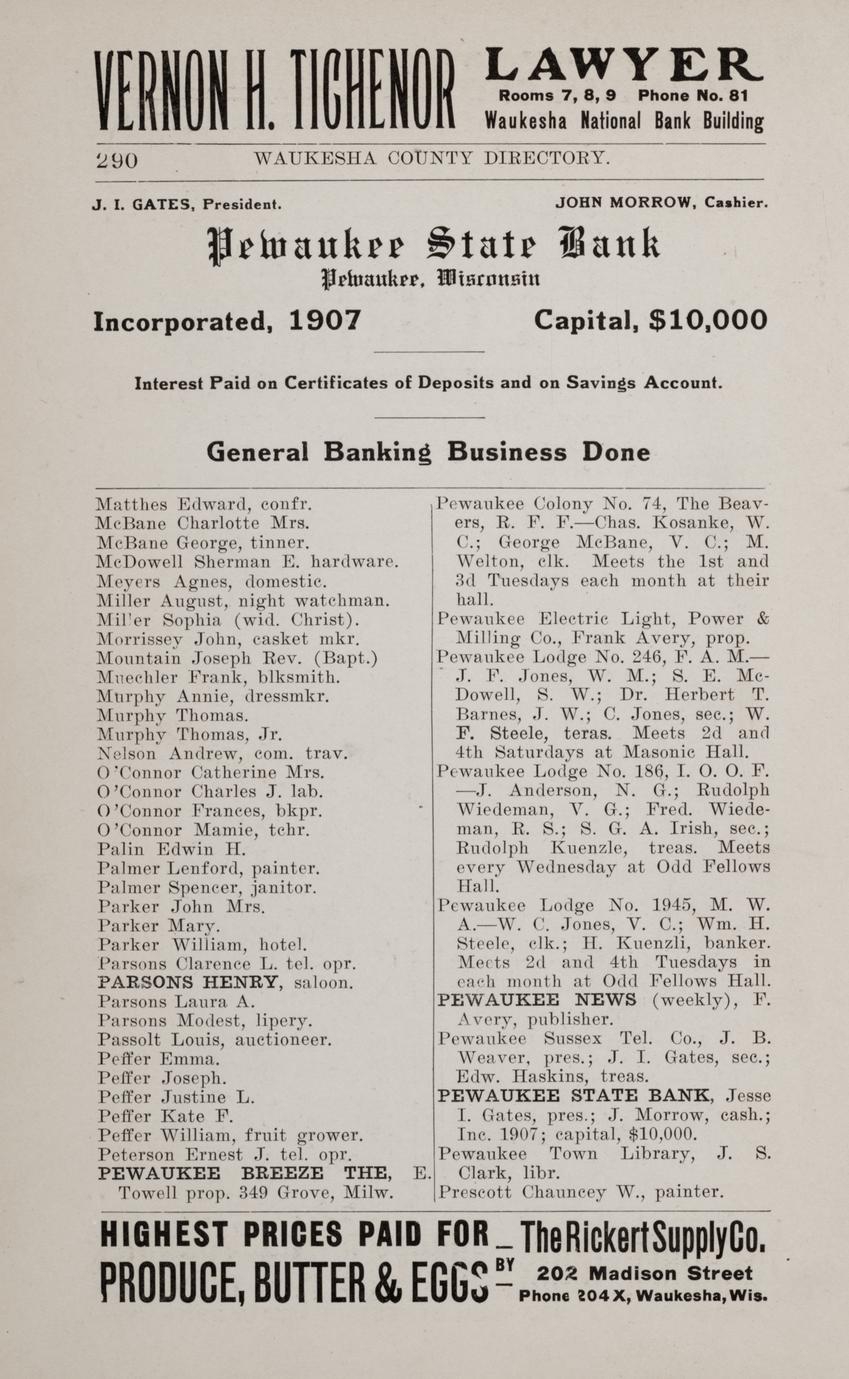 VERNON H. TICHENOR
LAWYER
Rooms 7, 8, 9 Phone No. 81
Waukesha National Bank Building
290 WAUKESHA COUNTY DIRECTORY.
J. I. GATES, President. JOHN MORROW, Cashier.
Pewaukee State Bank
Pewaukee, Wisconsin
Incorporated, 1907 Capital, $10,000
Interest Paid on Certificates of Deposits and on Savings Account.
General Banking Business Done
Matthes Edward, confr.
McBane Charlotte Mrs.
McBane George, tinner.
McDowell Sherman E. hardware.
Meyers Agnes, domestic.
Miller August, night watchman.
Miller Sophia (wid. Christ).
Morrissey John, casket mkr.
Mountain Joseph Rev. (Bapt.)
Muechler Frank, blksmith.
Murphy Annie, dressmkr.
Murphy Thomas.
Murphy Thomas, Jr.
Nelson Andrew, com. trav.
O'Connor Catherine Mrs.
O'Connor Charles J. lab.
O'Connor Frances, bkpr.
O'Connor Mamie, tchr.
Palin Edwin H.
Palmer Lenford, painter.
Palmer Spencer, janitor.
Parker John Mrs.
Parker Mary.
Parker William, hotel.
Parsons Clarence L. tel. opr.
PARSONS HENRY, saloon.
Parsons Laura A.
Parsons Modest, lipery.
Passolt Louis, auctioneer.
Peffer Emma.
Peffer Joseph.
Peffer Justine L.
Peffer Kate F.
Peffer William, fruit grower.
Peterson Ernest J. tel. opr.
PEWAUKEE BREEZE THE, E.
Towell prop. 349 Grove, Milw.
Pewaukee Colony No. 74, The Beav-
ers, R. F. F.—Chas. Kosanke, W.
C.; George McBane, V. C.; M.
Welton, clk. Meets the 1st and
3d Tuesdays each month at their
hall.
Pewaukee Electric Light, Power &
Milling Co., Frank Avery, prop.
Pewaukee Lodge No. 246, F. A. M.—
J. F. Jones, W. M.; S. E. Mc-
Dowell, S. W.; Dr. Herbert T.
Barnes, J. W.; C. Jones, sec.; W.
F. Steele, teras. Meets 2d and
4th Saturdays at Masonic Hall.
Pewaukee Lodge No. 186, I. O. O. F.
—J. Anderson, N. G.; Rudolph
Wiedeman, V. G.; Fred. Wiede-
man, R. S.; S. G. A. Irish, sec.;
Rudolph Kuenzle, treas. Meets
every Wednesday at Odd Fellows
Hall.
Pewaukee Lodge No. 1945, M. W.
A.—W. C. Jones, V. C.; Wm. H.
Steele, clk.; H. Kuenzli, banker.
Meets 2d and 4th Tuesdays in
each month at Odd Fellows Hall.
PEWAUKEE NEWS (weekly), F.
Avery, publisher.
Pewaukee Sussex Tel. Co., J. B.
Weaver, pres.; J. I. Gates, sec.;
Edw. Haskins, treas.
PEWAUKEE STATE BANK, Jesse
I. Gates, pres.; J. Morrow, cash.;
Inc. 1907; capital, $10,000.
Pewaukee Town Library, J. S.
Clark, libr.
Prescott Chauncey W., painter.
HIGHEST PRICES PAID FOR
PRODUCE, BUTTER & EGGS BY
The Rickert Supply Co.
202 Madison Street
Phone 204 X, Waukesha, Wis.